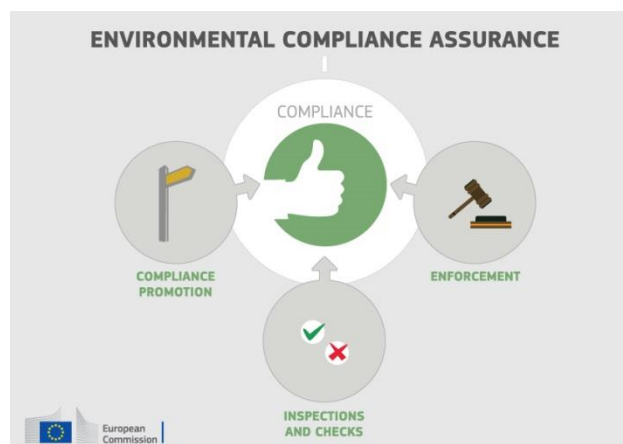 ENVIRONMENTAL COMPLIANCE ASSURANCE
COMPLIANCE
COMPLIANCE
PROMOTION
ENFORCEMENT
INSPECTIONS
AND CHECKS
European
Commission